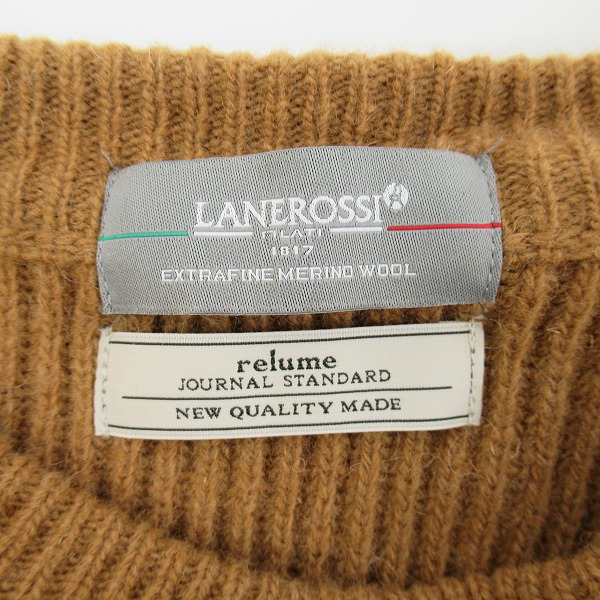 LANEROSSI
FILATI
1817
EXTRAFINE MERINO WOOL
relume
JOURNAL STANDARD
NEW QUALITY MADE